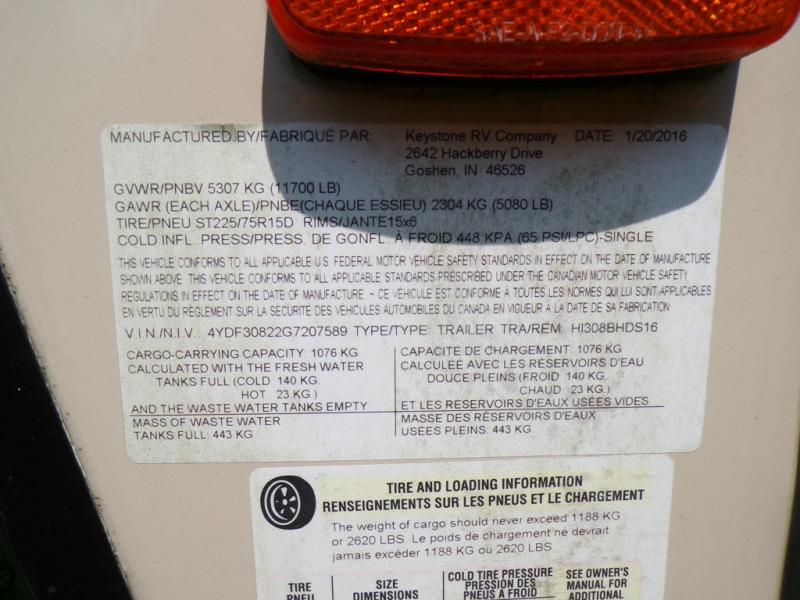 SAE-A-P2-DOT
MANUFACTURED BY/FABRIQUÉ PAR: Keystone RV Company DATE: 1/20/2016
2642 Hackberry Drive
Goshen, IN 46526
GVWR/PNBV 5307 KG (11700 LB)
GAWR (EACH AXLE)/PNBE(CHAQUE ESSIEU) 2304 KG (5080 LB)
TIRE/PNEU ST225/75R15D RIMS/JANTE15x6
COLD INFL. PRESS/PRESS. DE GONFL. À FROID 448 KPA (65 PSI/LPC)-SINGLE
THIS VEHICLE CONFORMS TO ALL APPLICABLE U.S. FEDERAL MOTOR VEHICLE SAFETY STANDARDS IN EFFECT ON THE DATE OF MANUFACTURE
SHOWN ABOVE // THIS VEHICLE CONFORMS TO ALL APPLICABLE STANDARDS PRESCRIBED UNDER THE CANADIAN MOTOR VEHICLE SAFETY
REGULATIONS IN EFFECT ON THE DATE OF MANUFACTURE - CE VEHICULE EST CONFORME À TOUTES LES NORMES QUI LUI SONT APPLICABLES
EN VERTU DU RÈGLEMENT SUR LA SÉCURITÉ DES VÉHICULES AUTOMOBILES DU CANADA EN VIGUEUR À LA DATE DE SA FABRICATION
V.I.N./N.I.V.: 4YDF30822G7207589 TYPE/TYPE: TRAILER TRA/REM: HI308BHDS16
CARGO-CARRYING CAPACITY: 1076 KG
CALCULATED WITH THE FRESH WATER
TANKS FULL (COLD 140 KG.
HOT 23 KG.)
AND THE WASTE WATER TANKS EMPTY
MASS OF WASTE WATER
TANKS FULL: 443 KG
CAPACITE DE CHARGEMENT: 1076 KG
CALCULÉE AVEC LES RESERVOIRS D'EAU
DOUCE PLEINS (FROID 140 KG
CHAUD 23 KG.)
ET LES RESERVOIRS D'EAUX USÉES VIDES
MASSE DES RÉSERVOIRS D'EAUX
USÉES PLEINS: 443 KG
TIRE AND LOADING INFORMATION
RENSEIGNEMENTS SUR LES PNEUS ET LE CHARGEMENT
The weight of cargo should never exceed 1188 KG
or 2620 LBS. Le poids de chargement ne devrait
jamais excéder 1188 KG ou 2620 LBS
TIRE
PNEU
SIZE
DIMENSIONS
COLD TIRE PRESSURE
PRESSION DES
PNEUS A FROID
SEE OWNER'S
MANUAL FOR
ADDITIONAL